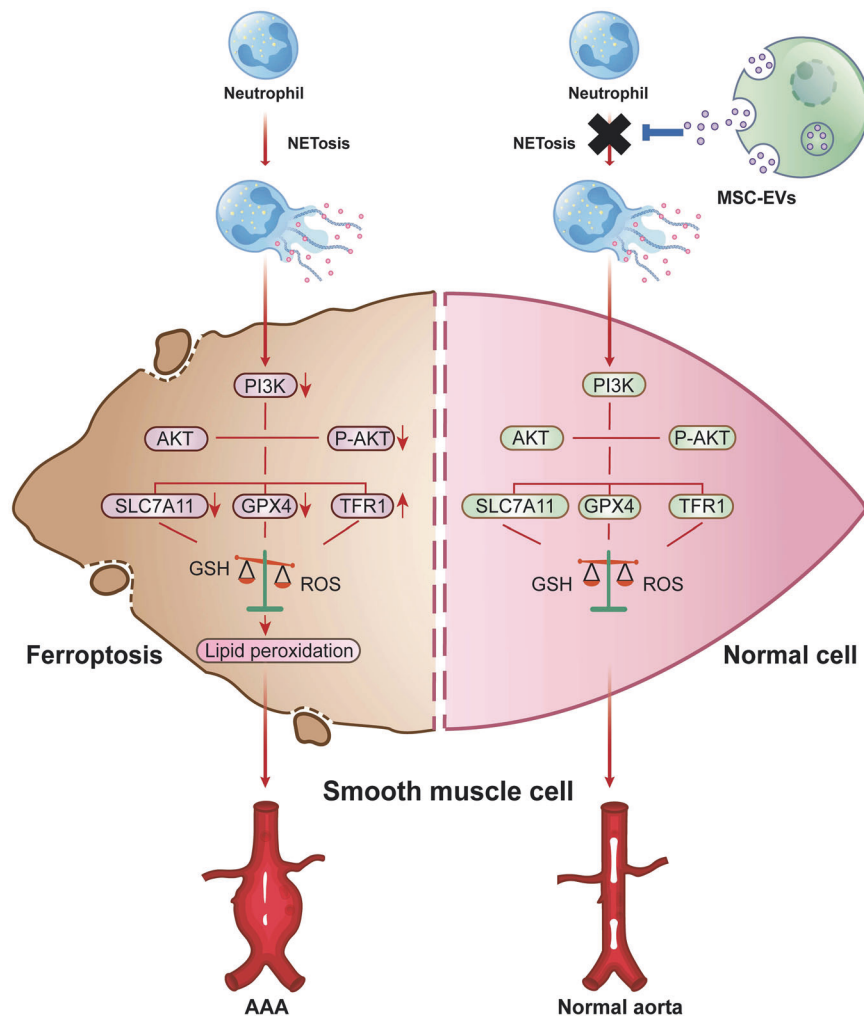 Neutrophil
NETosis
Neutrophil
NETosis
MSC-EVs
PI3K
AKT
P-AKT
SLC7A11
GPX4
TFR1
GSH
ROS
Lipid peroxidation
Ferroptosis
PI3K
AKT
P-AKT
SLC7A11
GPX4
TFR1
GSH
ROS
Normal cell
Smooth muscle cell
AAA
Normal aorta